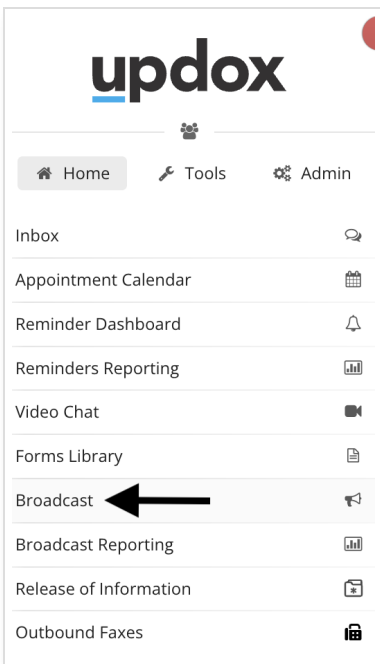 updox
Home Tools Admin
Inbox
Appointment Calendar
Reminder Dashboard
Reminders Reporting
Video Chat
Forms Library
Broadcast
Broadcast Reporting
Release of Information
Outbound Faxes